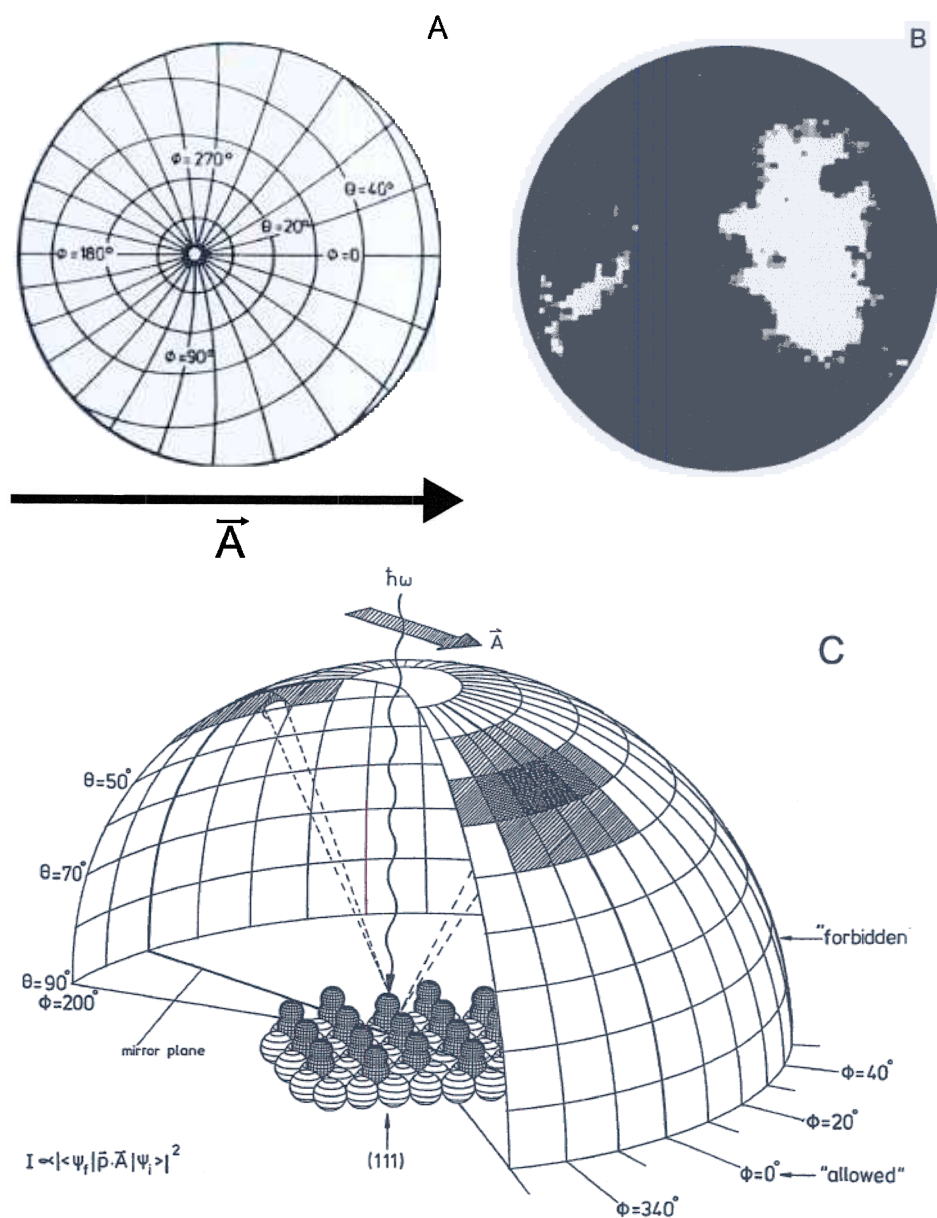 A
B
Φ=270°
Θ=40°
Θ=20°
Φ=180°
Φ=0
Φ=90°
A
ħω
A
C
Θ=50°
Θ=70°
Θ=90°
Φ=200°
mirror plane
"forbidden
Φ=40°
Φ=20°
Φ=0°
"allowed"
Φ=340°
(111)
I ∝|<Ψf|p⃗·A⃗|Ψi>|²